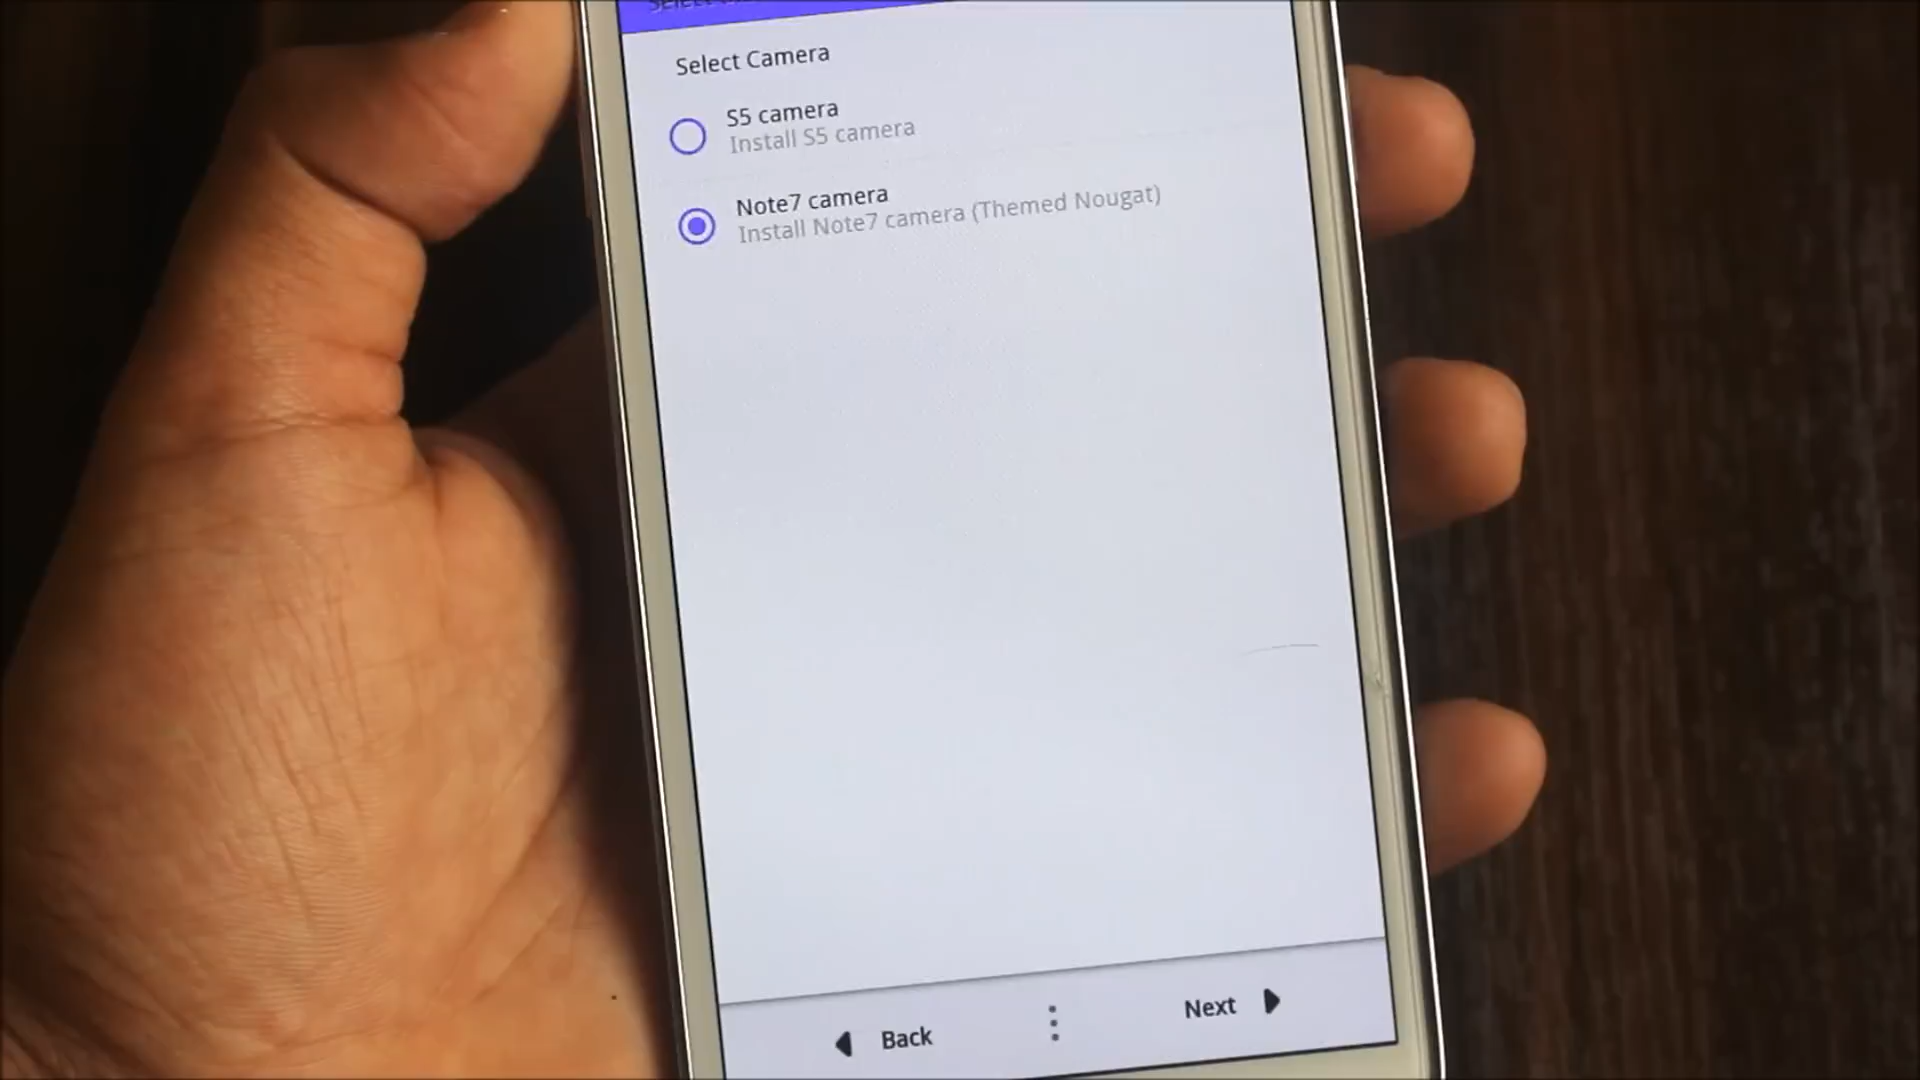 Select Camera
S5 camera
Install S5 camera
Note7 camera
Install Note7 camera (Themed Nougat)
Back
Next